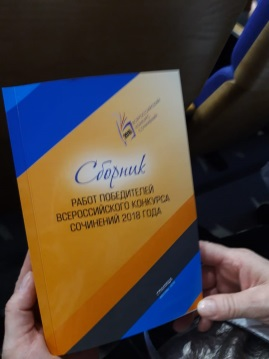 Сборник
РАБОТ ПОБЕДИТЕЛЕЙ
ВСЕРОССИЙСКОГО КОНКУРСА
СОЧИНЕНИЙ 2018 ГОДА